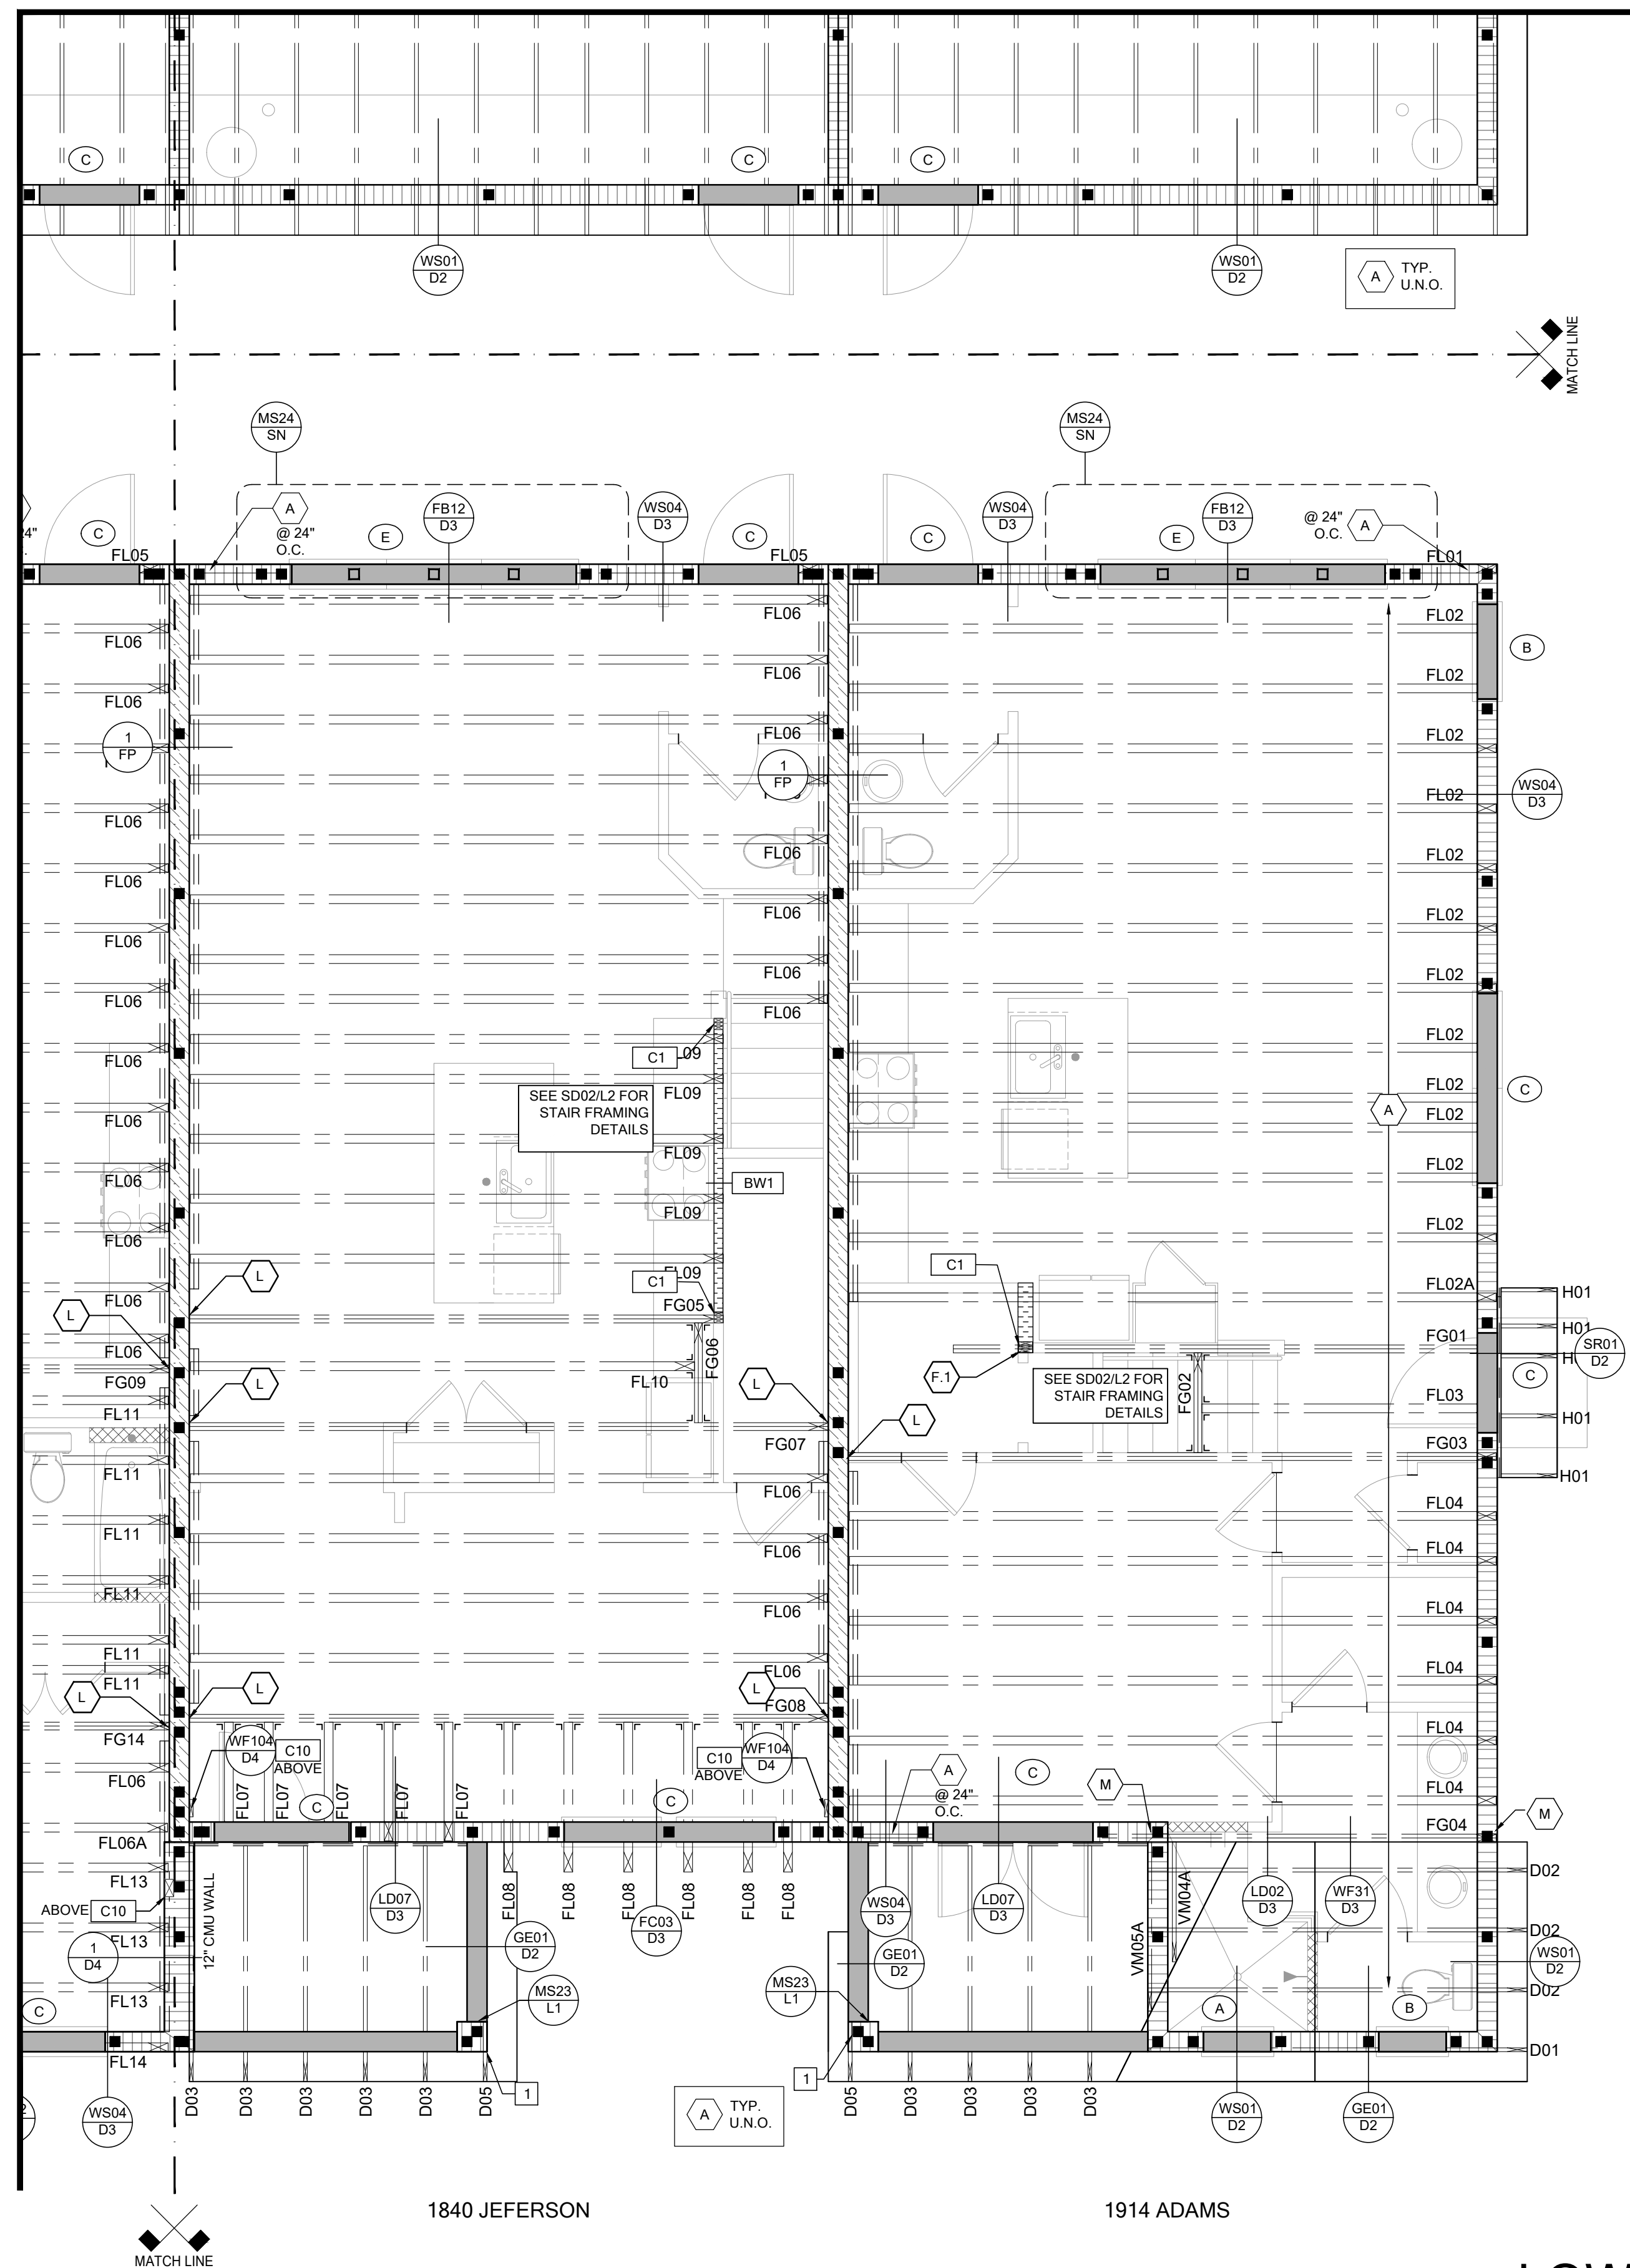 C
C
C
WS01
D2
WS01
D2
A
TYP.
U.N.O.
MATCH LINE
MS24
SN
MS24
SN
A
@ 24"
O.C.
E
FB12
D3
WS04
D3
C
C
C
FL05
FL05
WS04
D3
E
FB12
D3
@ 24"
O.C.
A
FL01
4"
FL06
FL06
FL02
B
FL06
FL06
FL02
1
FP
FL06
1
FP
FL02
FL06
FL02
WS04
D3
FL06
FL06
FL02
FL06
FL06
FL02
FL06
FL06
FL02
FL06
FL06
C1
FL02
FL06
FL09
SEE SD02/L2 FOR
STAIR FRAMING
DETAILS
FL02
FL02
C
A
FL06
FL09
BW1
FL02
FL06
FL09
FL02
L
C1
FL09
C1
FL06
FG05
FL02A
H01
L
FG06
FG01
H01
SR01
D2
FL06
FG09
FL10
L
L
F.1
SEE SD02/L2 FOR
STAIR FRAMING
DETAILS
FG02
FL03
C
FL11
L
H01
FG07
FG03
FL11
FL06
H01
FL04
FL11
FL06
FL04
FL11
FL06
FL04
FL11
FL11
FL06
FL04
L
L
L
FG08
FG14
WF104
D4
C10
ABOVE
C10
ABOVE
WF104
D4
FL04
FL06
FL07
FL07
FL07
FL07
FL07
C
C
A
@ 24"
O.C.
C
M
FL04
M
FL06A
FG04
FL13
12" CMU WALL
LD07
D3
FL08
FL08
FL08
FL08
FL08
FL08
FC03
D3
WS04
D3
LD07
D3
VM04A
LD02
D3
WF31
D3
D02
ABOVE
C10
FL13
1
D4
GE01
D2
GE01
D2
VM05A
D02
WS01
D2
FL13
MS23
L1
MS23
L1
D02
C
A
B
FL14
D01
1
1
D03
D03
D03
D03
D03
D05
D05
D03
D03
D03
D03
WS04
D3
A
TYP.
U.N.O.
WS01
D2
GE01
D2
1840 JEFERSON
1914 ADAMS
MATCH LINE